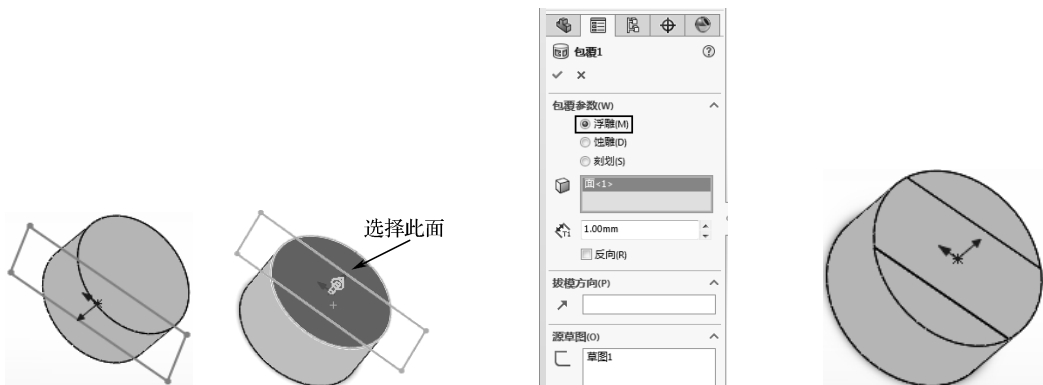 选择此面
包覆1
包覆参数(W)
浮雕(M)
蚀雕(D)
刻划(S)
面<1>
1.00mm
反向(R)
拔模方向(P)
源草图(O)
草图1